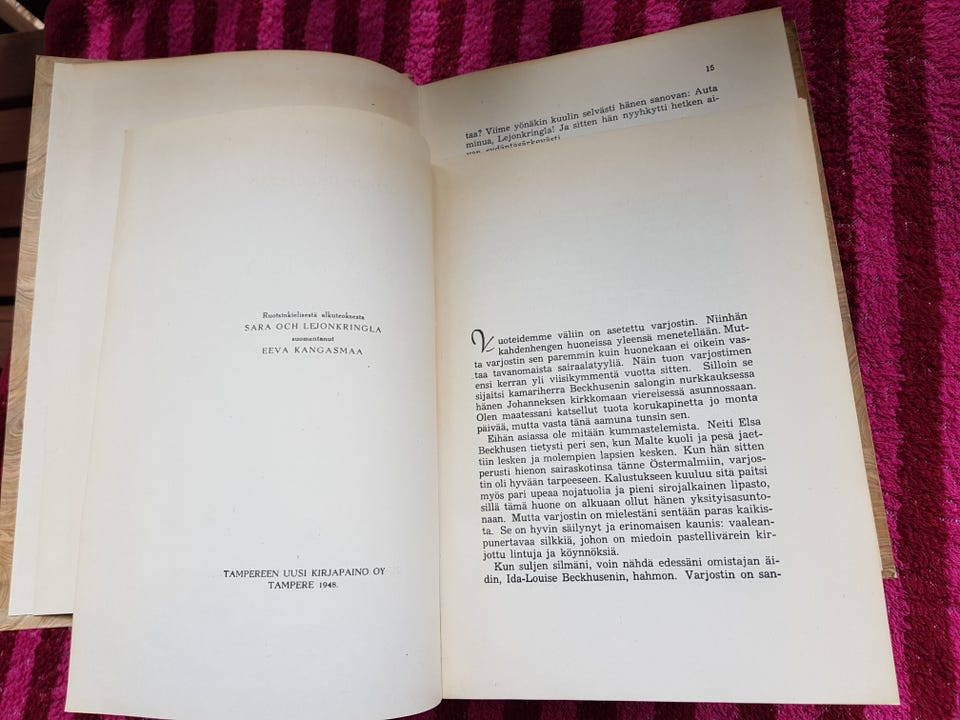 Ruotsinkielisestä alkuteoksesta
SARA OCH LEJONKRINGLA
suomentanut
EEVA KANGASMAA
TAMPEREEN UUSI KIRJAPAINO OY
TAMPERE 1948.
15
taa? Viime yönäkin kuulin selvästi hänen sanovan: Auta
minua, Lejonkringla! Ja sitten hän nyyhkytti hetken ai-
van sydäntäsärkevästi
Vuoteidemme väliin on asetettu varjostin. Niinhän
kahdenhengen huoneissa yleensä menetellään. Mut-
ta varjostin sen paremmin kuin huonekaan ei oikein vas-
taa tavanomaista sairaalatyyliä. Näin tuon varjostimen
ensi kerran yli viisikymmentä vuotta sitten. Silloin se
sijaitsi kamariherra Beckhusenin salongin nurkkauksessa
hänen Johanneksen kirkkomaan viereisessä asunnossaan.
Olen maatessani katsellut tuota korukapinetta jo monta
päivää, mutta vasta tänä aamuna tunsin sen.
Eihän asiassa ole mitään kummastelemista. Neiti Elsa
Beckhusen tietysti peri sen, kun Malte kuoli ja pesä jaet-
tiin lesken ja molempien lapsien kesken. Kun hän sitten
perusti hienon sairaskotinsa tänne Östermalmiin, varjos-
tin oli hyvään tarpeeseen. Kalustukseen kuuluu sitä paitsi
myös pari upeaa nojatuolia ja pieni sirojalkainen lipasto,
sillä tämä huone on alkuaan ollut hänen yksityisasunto-
naan. Mutta varjostin on mielestäni sentään paras kaikis-
ta. Se on hyvin säilynyt ja erinomaisen kaunis: vaalean-
punertavaa silkkiä, johon on miedoin pastellivärein kir-
jottu lintuja ja köynnöksiä.
Kun suljen silmäni, voin nähdä edessäni omistajan äi-
din, Ida-Louise Beckhusenin, hahmon. Varjostin on san-